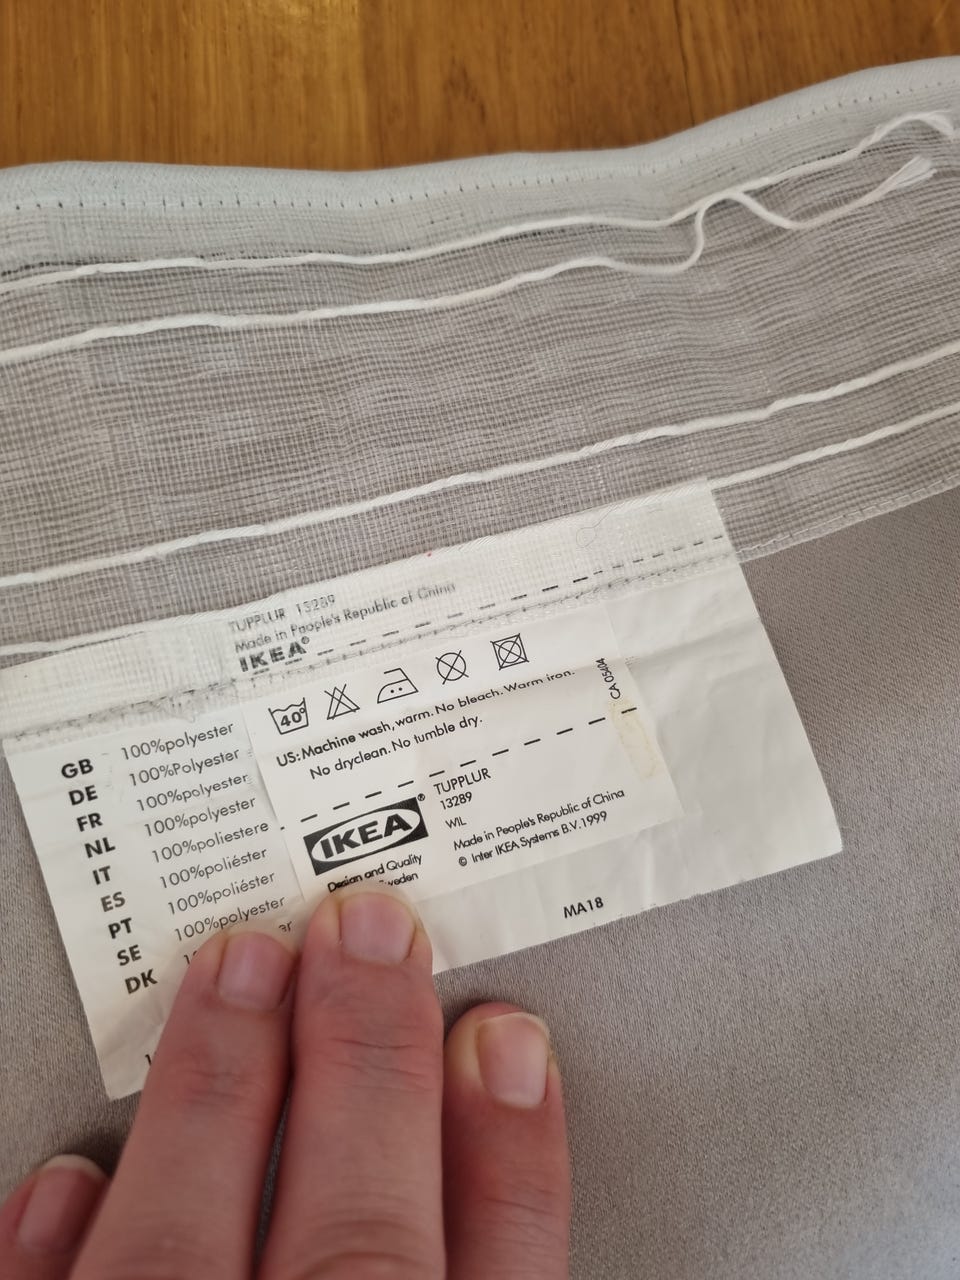 TUPPLUR 13289
Made in People's Republic of China
IKEA®
40°
US: Machine wash, warm. No bleach. Warm iron.
No dryclean. No tumble dry.
CA 0504
IKEA®
Design and Quality
TUPPLUR
13289
WIL
Made in People's Republic of China
© Inter IKEA Systems B.V. 1999
MA18
GB 100%polyester
DE 100%Polyester
FR 100%polyester
NL 100%polyester
IT 100%poliestere
ES 100%poliéster
PT 100%poliéster
SE 100%polyester
DK